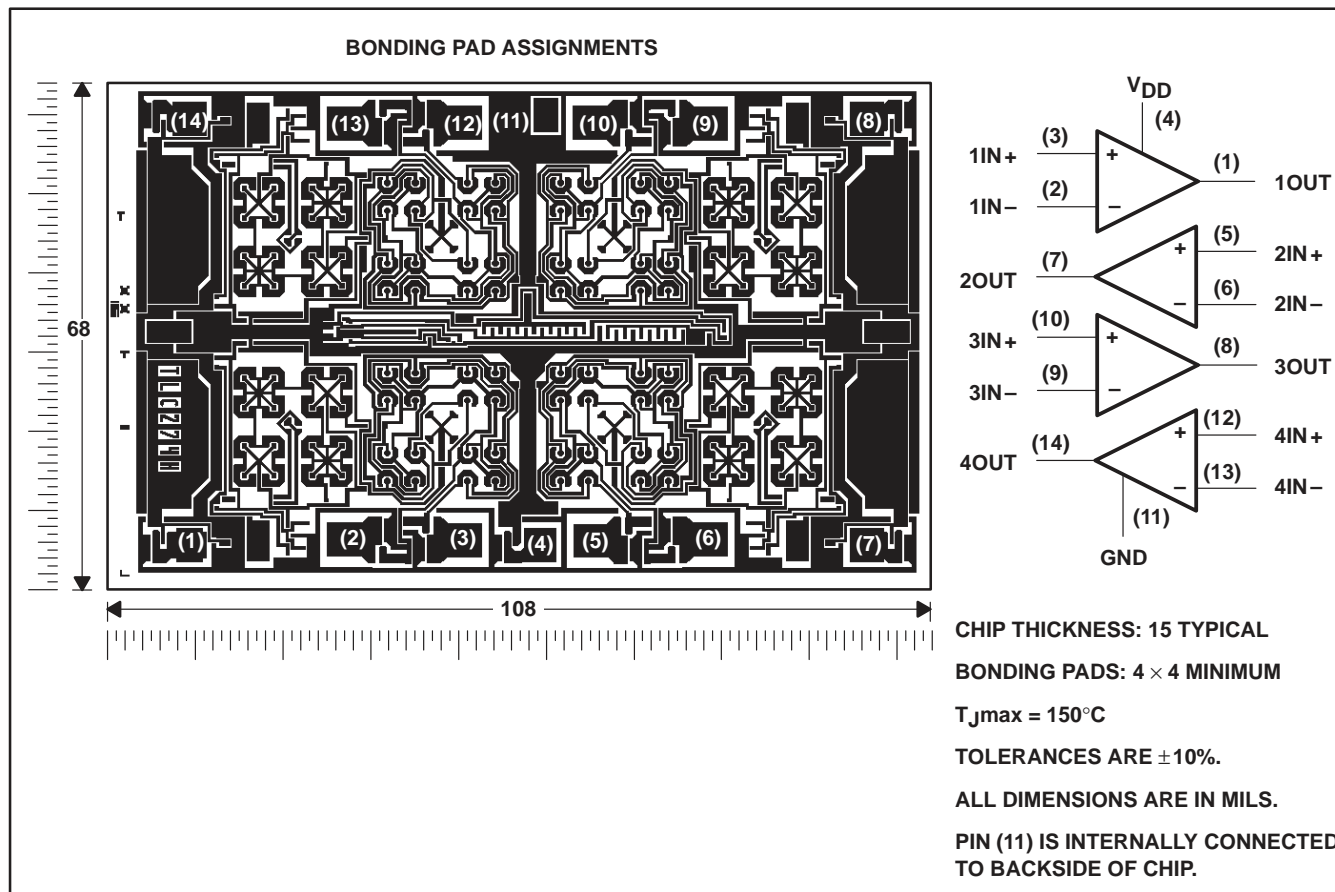 BONDING PAD ASSIGNMENTS
(14) (13) (12) (11) (10) (9) (8)
68
TLC274H
(1) (2) (3) (4) (5) (6) (7)
108
VDD
(4)
(3)
1IN+
(1)
1OUT
(2)
1IN−
(5)
2IN+
(7)
2OUT
(6)
2IN−
(10)
3IN+
(8)
3OUT
(9)
3IN−
(12)
4IN+
(14)
4OUT
(13)
4IN−
(11)
GND
+
−
+
−
+
−
+
−
CHIP THICKNESS: 15 TYPICAL
BONDING PADS: 4 × 4 MINIMUM
TJmax = 150°C
TOLERANCES ARE ±10%.
ALL DIMENSIONS ARE IN MILS.
PIN (11) IS INTERNALLY CONNECTED
TO BACKSIDE OF CHIP.